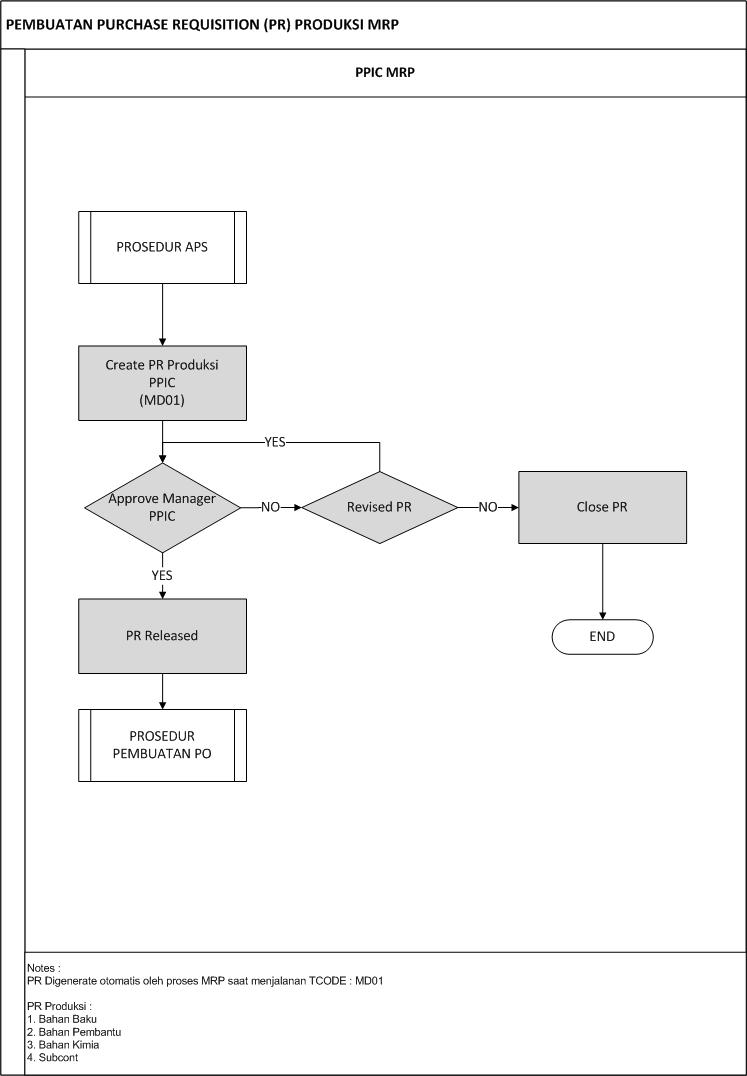 PEMBUATAN PURCHASE REQUISITION (PR) PRODUKSI MRP
PPIC MRP
PROSEDUR APS
Create PR Produksi
PPIC
(MD01)
YES
Approve Manager
PPIC
NO
Revised PR
NO
Close PR
YES
PR Released
END
PROSEDUR
PEMBUATAN PO
Notes :
PR Digenerate otomatis oleh proses MRP saat menjalanan TCODE : MD01
PR Produksi :
1. Bahan Baku
2. Bahan Pembantu
3. Bahan Kimia
4. Subcont